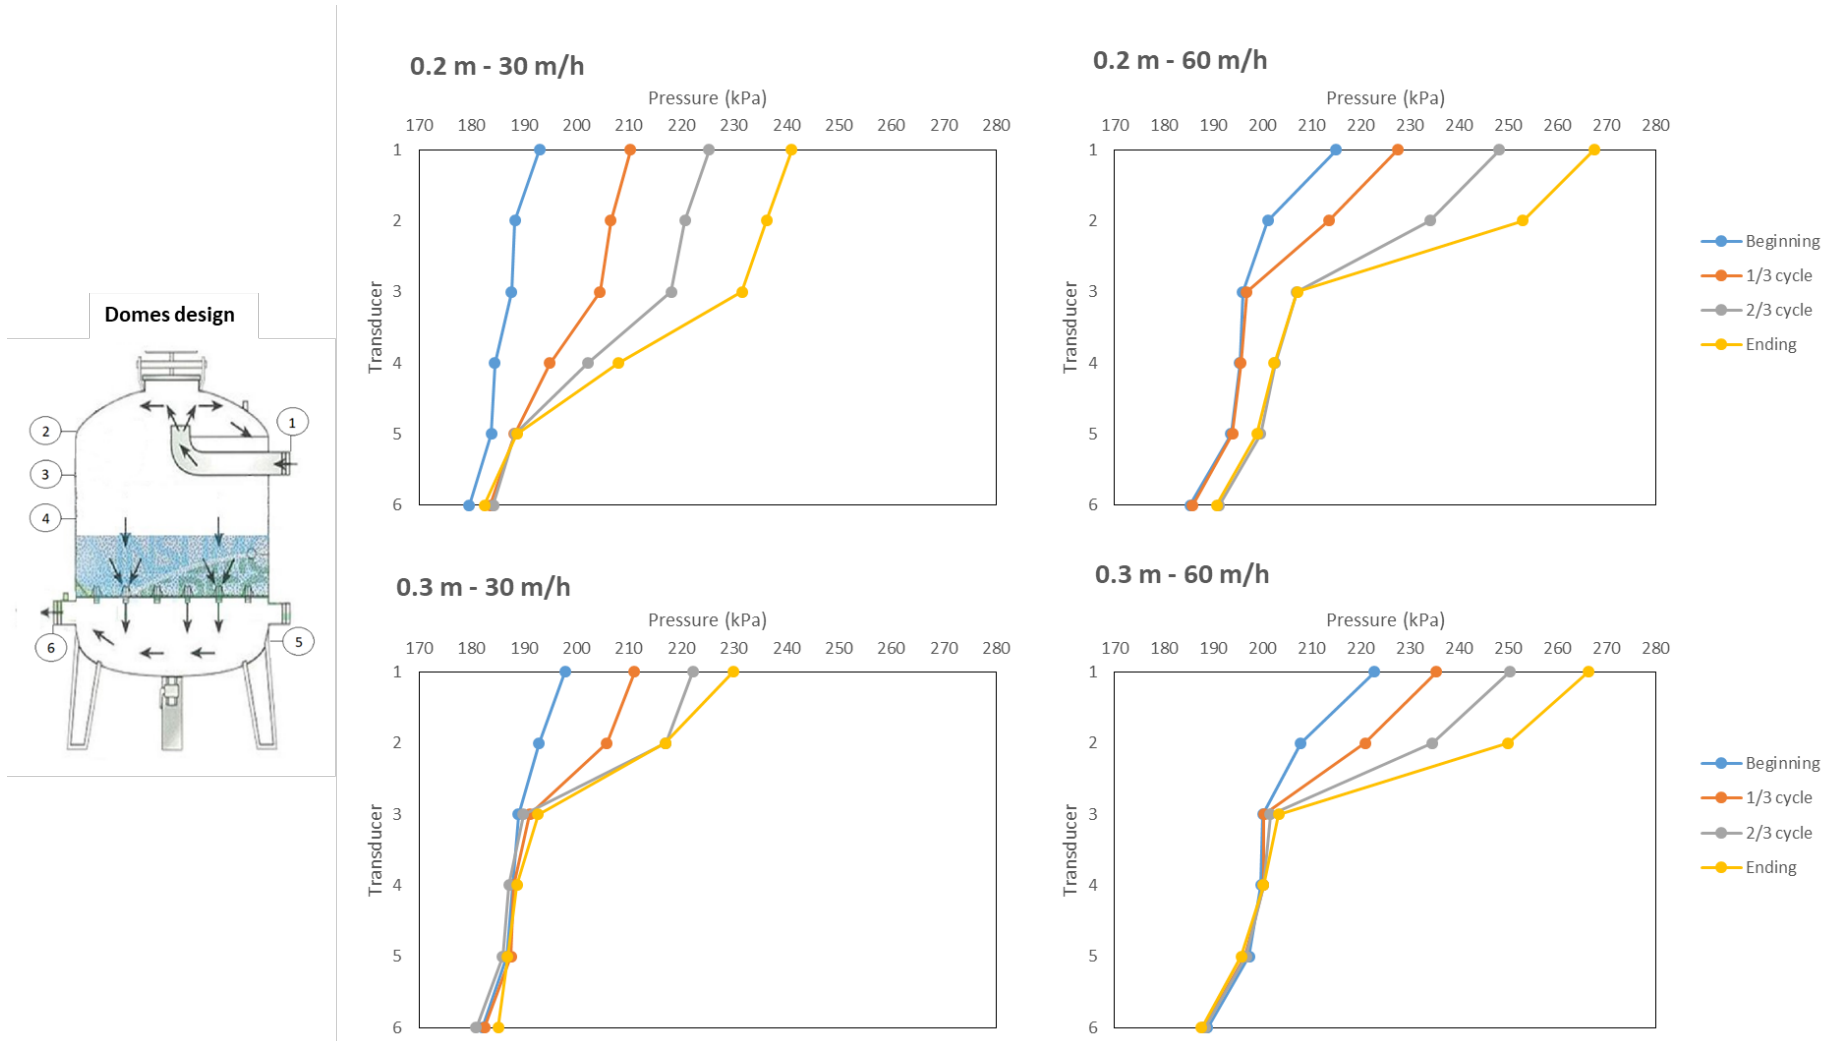 Domes design
2
1
3
4
6
5
0.2 m - 30 m/h
Pressure (kPa)
170 180 190 200 210 220 230 240 250 260 270 280
Transducer
1
2
3
4
5
6
0.2 m - 60 m/h
Pressure (kPa)
170 180 190 200 210 220 230 240 250 260 270 280
Transducer
1
2
3
4
5
6
Beginning
1/3 cycle
2/3 cycle
Ending
0.3 m - 30 m/h
Pressure (kPa)
170 180 190 200 210 220 230 240 250 260 270 280
Transducer
1
2
3
4
5
6
0.3 m - 60 m/h
Pressure (kPa)
170 180 190 200 210 220 230 240 250 260 270 280
Transducer
1
2
3
4
5
6
Beginning
1/3 cycle
2/3 cycle
Ending